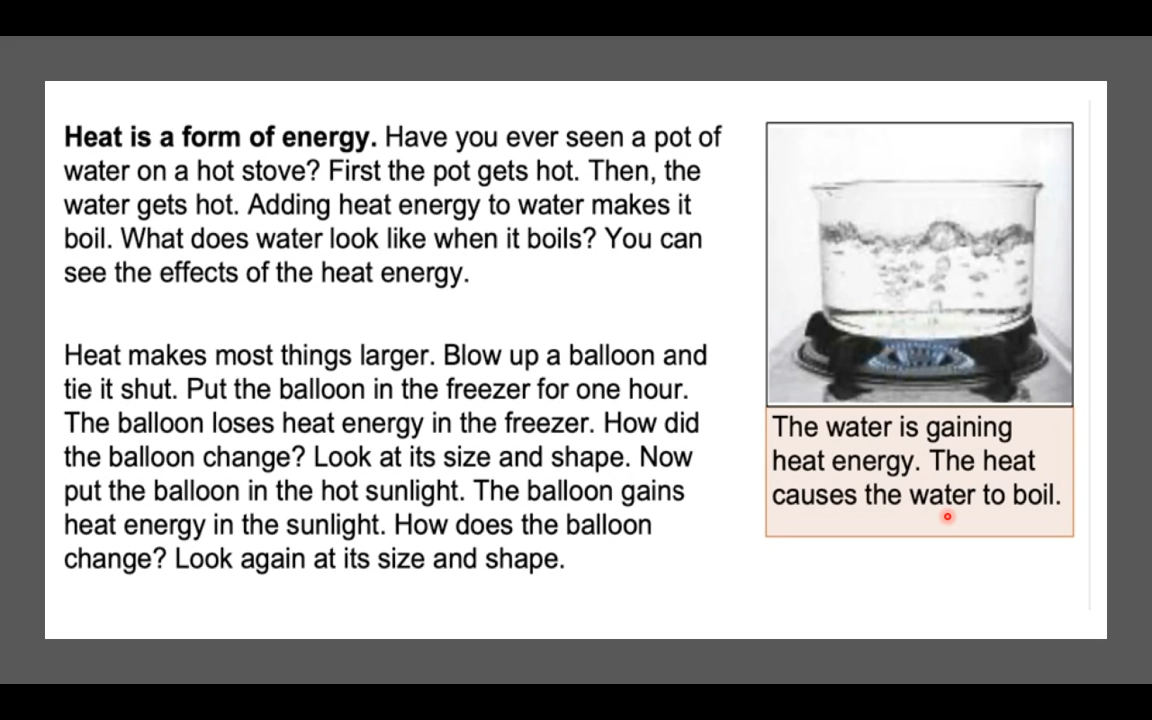 Heat is a form of energy. Have you ever seen a pot of
water on a hot stove? First the pot gets hot. Then, the
water gets hot. Adding heat energy to water makes it
boil. What does water look like when it boils? You can
see the effects of the heat energy.
Heat makes most things larger. Blow up a balloon and
tie it shut. Put the balloon in the freezer for one hour.
The balloon loses heat energy in the freezer. How did
the balloon change? Look at its size and shape. Now
put the balloon in the hot sunlight. The balloon gains
heat energy in the sunlight. How does the balloon
change? Look again at its size and shape.
The water is gaining
heat energy. The heat
causes the water to boil.